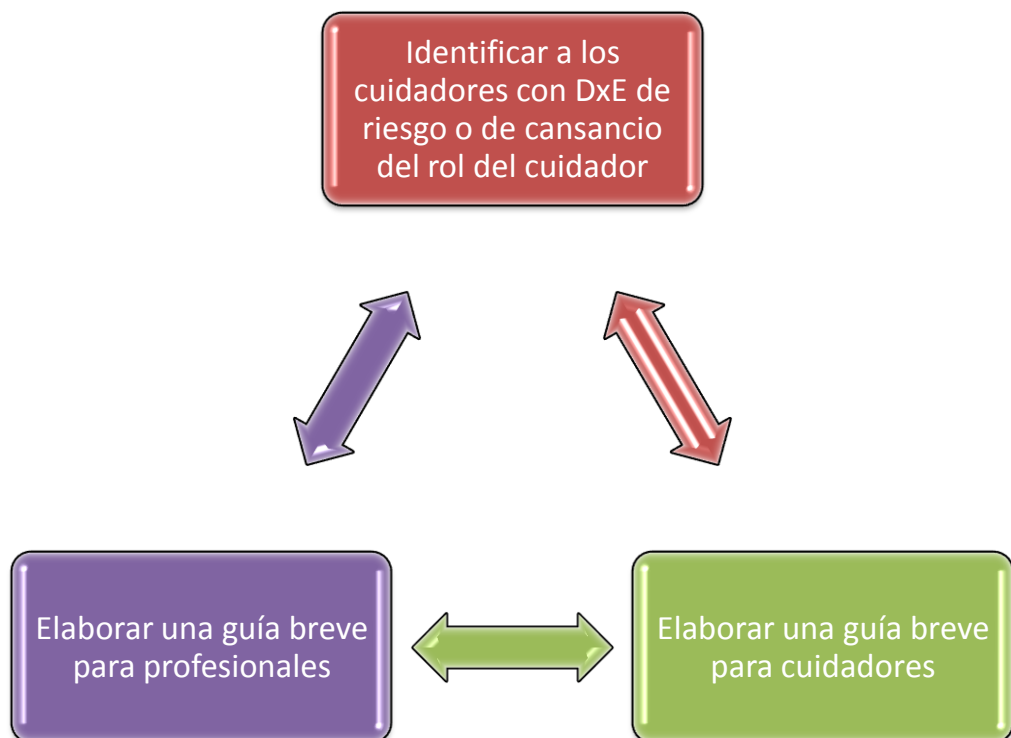 Identificar a los
cuidadores con DxE de
riesgo o de cansancio
del rol del cuidador
Elaborar una guía breve
para profesionales
Elaborar una guía breve
para cuidadores